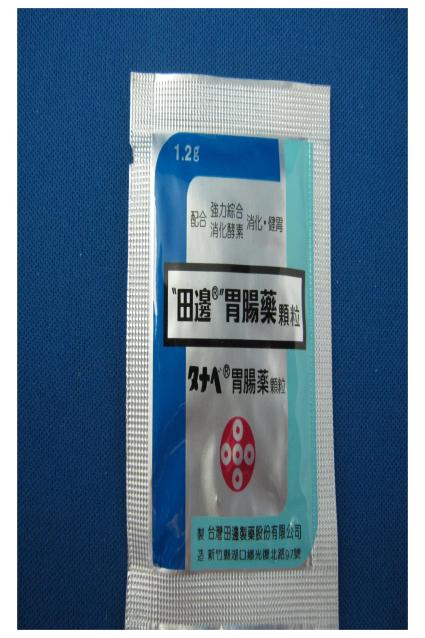 1.2g
配合 強力綜合 消化酵素 消化・健胃
"田邊®"胃腸藥顆粒
タナベ®胃腸薬顆粒
製 台灣田邊製藥股份有限公司
造 新竹縣湖口鄉光復北路97號